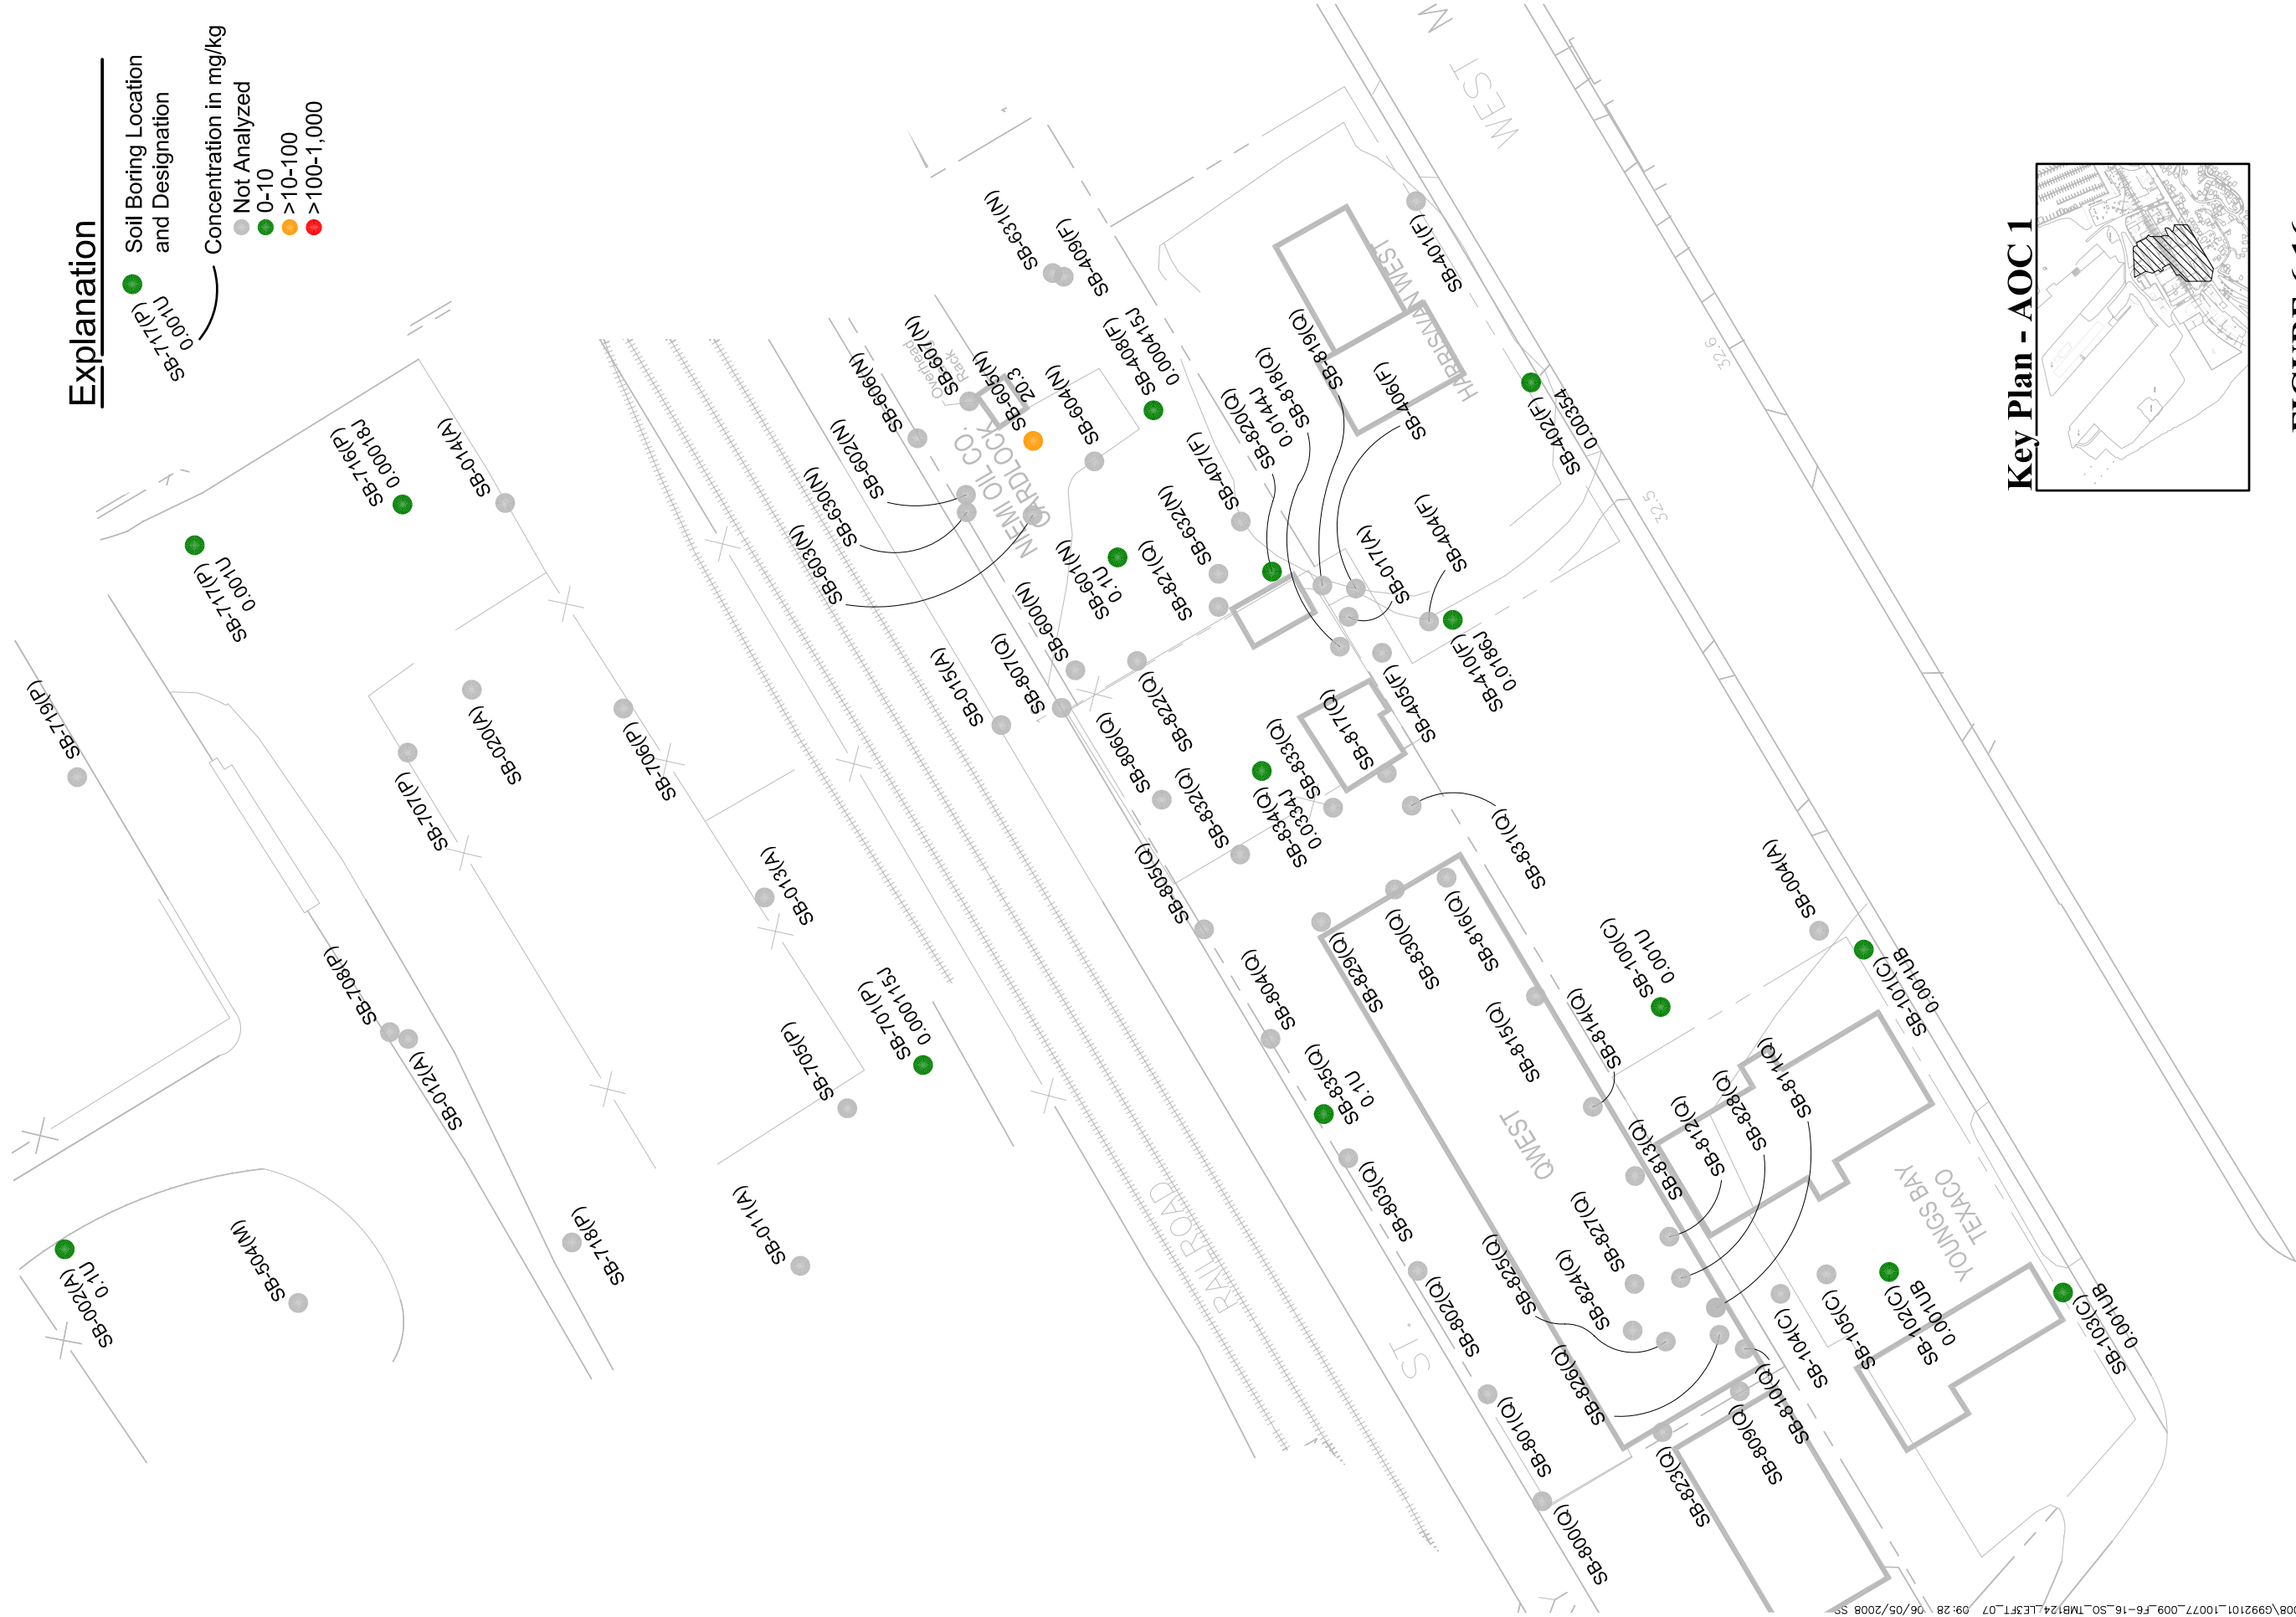 Explanation
SB-717(P)
0.001U
Soil Boring Location
and Designation
Concentration in mg/kg
Not Analyzed
0-10
>10-100
>100-1,000
SB-719(P)
SB-717(P)
0.001U
SB-716(P)
0.00018J
SB-014(A)
SB-020(A)
SB-707(P)
SB-706(P)
SB-013(A)
SB-708(P)
SB-012(A)
SB-705(P)
SB-701(P)
0.000115J
SB-002(A)
0.1U
SB-504(M)
SB-718(P)
SB-011(A)
RAILROAD
ST.
SB-631(N)
SB-409(F)
SB-607(N)
Overhead
Rack
SB-606(N)
SB-605(N)
20.3
SB-604(N)
SB-408(F)
0.000415J
SB-602(N)
SB-630(N)
SB-603(N)
NIEMI OIL CO.
CARDLOCK
SB-601(N)
0.1U
SB-600(N)
SB-821(Q)
SB-632(N)
SB-407(F)
SB-820(Q)
0.0144J
SB-818(Q)
SB-819(Q)
SB-406(F)
SB-017(A)
SB-404(F)
SB-410(F)
0.0186J
SB-405(F)
SB-401(F)
SB-402(F)
0.00354
WEST M
32.6
32.5
SB-015(A)
SB-807(Q)
SB-822(Q)
SB-806(Q)
SB-832(Q)
SB-833(Q)
SB-834(Q)
0.0334J
SB-817(Q)
SB-831(Q)
SB-805(Q)
SB-804(Q)
SB-829(Q)
SB-830(Q)
SB-816(Q)
SB-815(Q)
SB-814(Q)
SB-835(Q)
0.1U
SB-803(Q)
SB-802(Q)
SB-801(Q)
SB-800(Q)
QWEST
SB-813(Q)
SB-812(Q)
SB-828(Q)
SB-811(Q)
SB-827(Q)
SB-824(Q)
SB-825(Q)
SB-826(Q)
SB-810(Q)
SB-809(Q)
SB-823(Q)
SB-104(C)
SB-105(C)
SB-102(C)
0.001UB
SB-103(C)
0.001UB
SB-100(C)
0.001U
SB-101(C)
0.001UB
SB-004(A)
YOUNGS BAY
TEXACO
Key Plan - AOC 1
09:28 06/05/2008